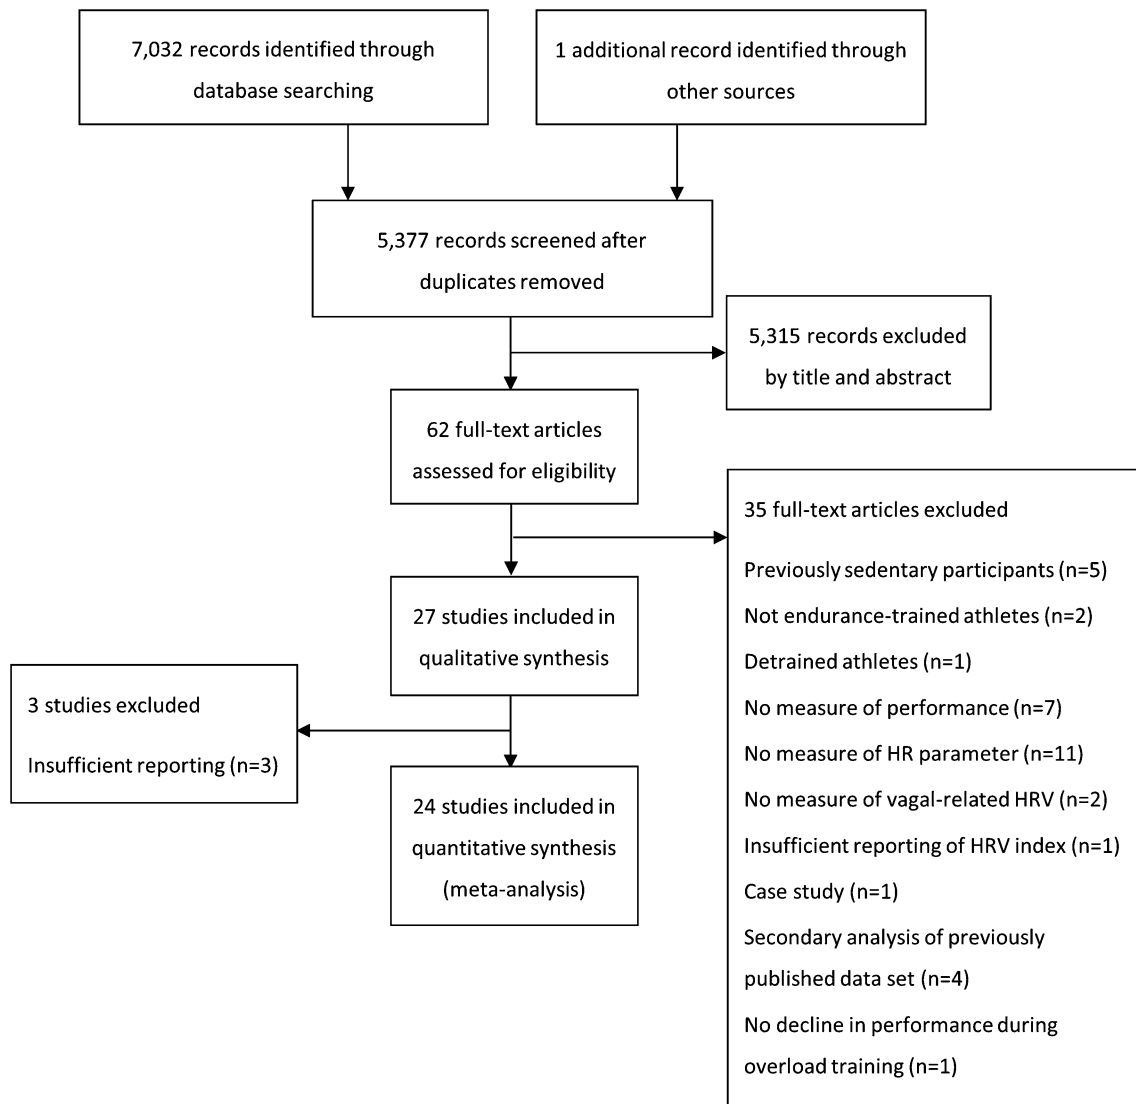 7,032 records identified through
database searching
1 additional record identified through
other sources
5,377 records screened after
duplicates removed
5,315 records excluded
by title and abstract
62 full-text articles
assessed for eligibility
35 full-text articles excluded
Previously sedentary participants (n=5)
Not endurance-trained athletes (n=2)
Detrained athletes (n=1)
No measure of performance (n=7)
No measure of HR parameter (n=11)
No measure of vagal-related HRV (n=2)
Insufficient reporting of HRV index (n=1)
Case study (n=1)
Secondary analysis of previously
published data set (n=4)
No decline in performance during
overload training (n=1)
27 studies included in
qualitative synthesis
3 studies excluded
Insufficient reporting (n=3)
24 studies included in
quantitative synthesis
(meta-analysis)